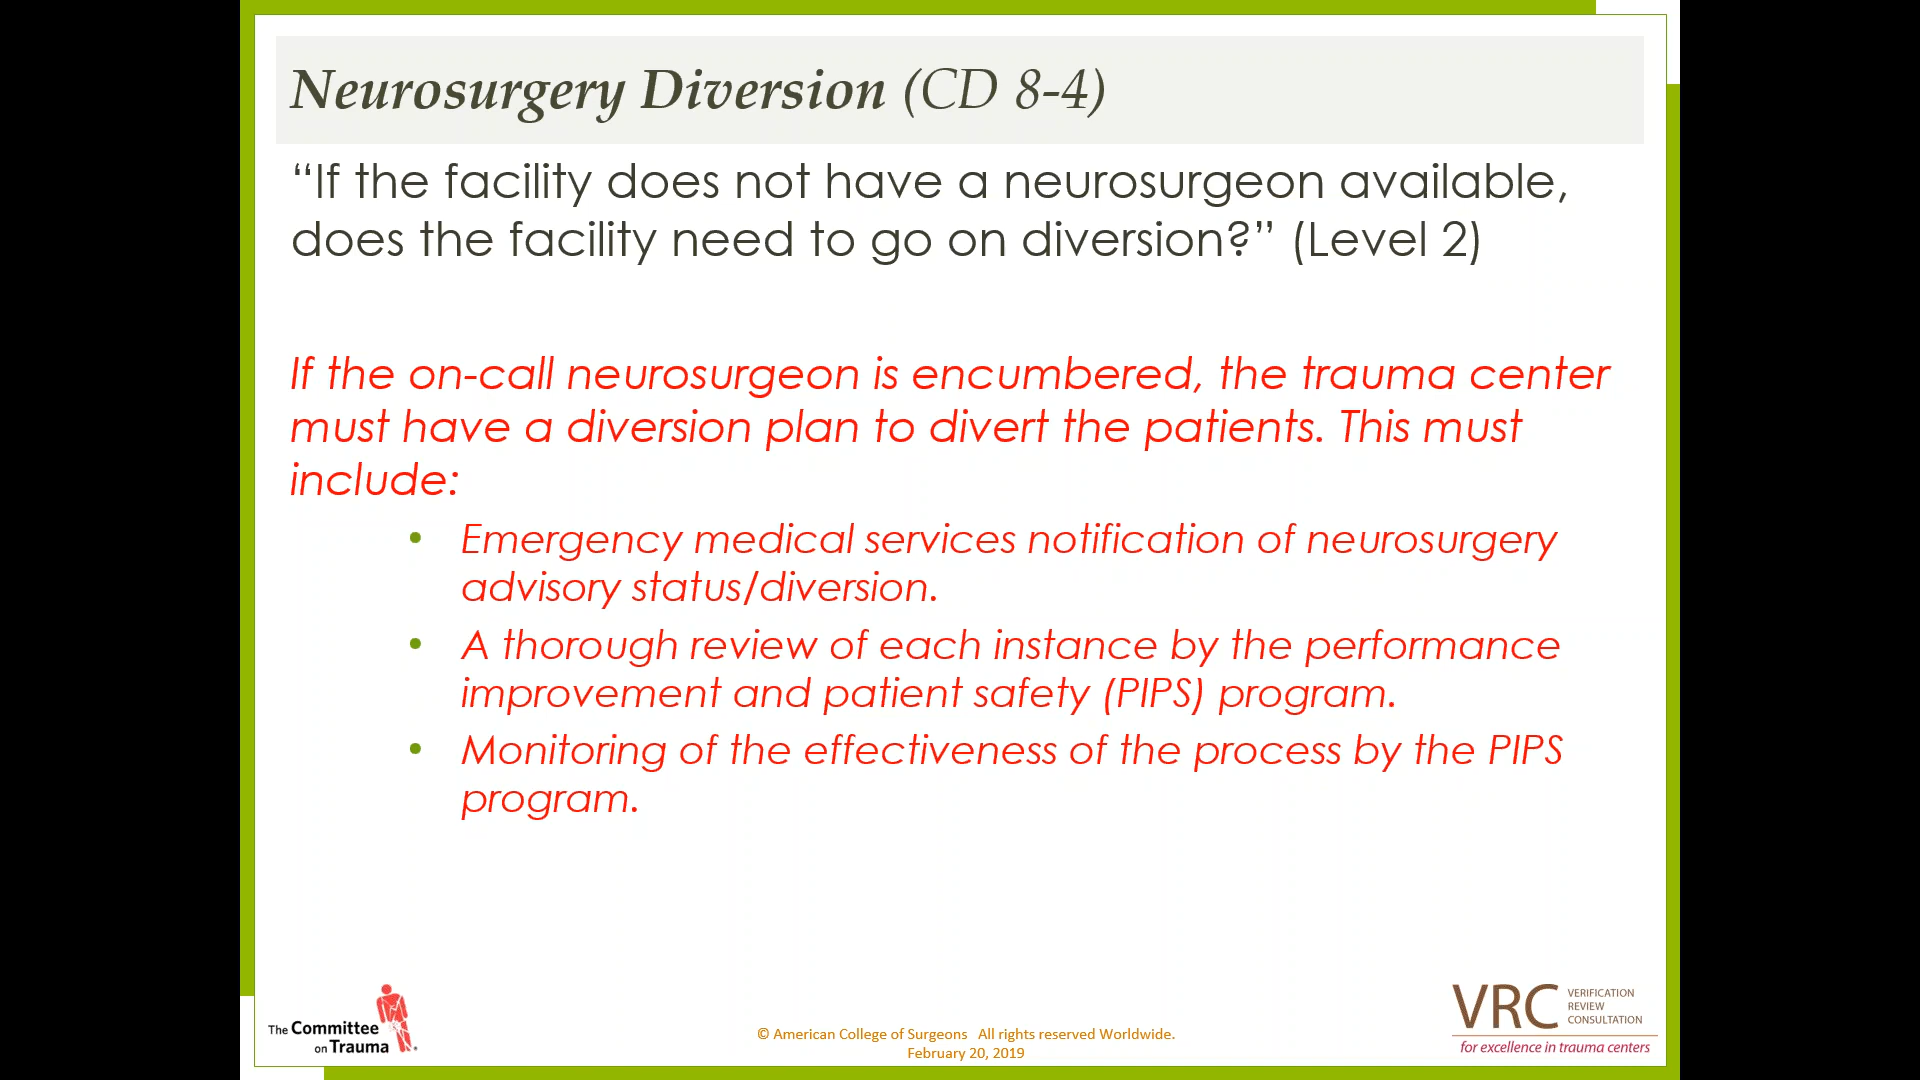 Neurosurgery Diversion (CD 8-4)
“If the facility does not have a neurosurgeon available,
does the facility need to go on diversion?” (Level 2)
If the on-call neurosurgeon is encumbered, the trauma center
must have a diversion plan to divert the patients. This must
include:
• Emergency medical services notification of neurosurgery
advisory status/diversion.
• A thorough review of each instance by the performance
improvement and patient safety (PIPS) program.
• Monitoring of the effectiveness of the process by the PIPS
program.
The Committee
on Trauma
© American College of Surgeons All rights reserved Worldwide.
February 20, 2019
VRC
VERIFICATION
REVIEW
CONSULTATION
for excellence in trauma centers